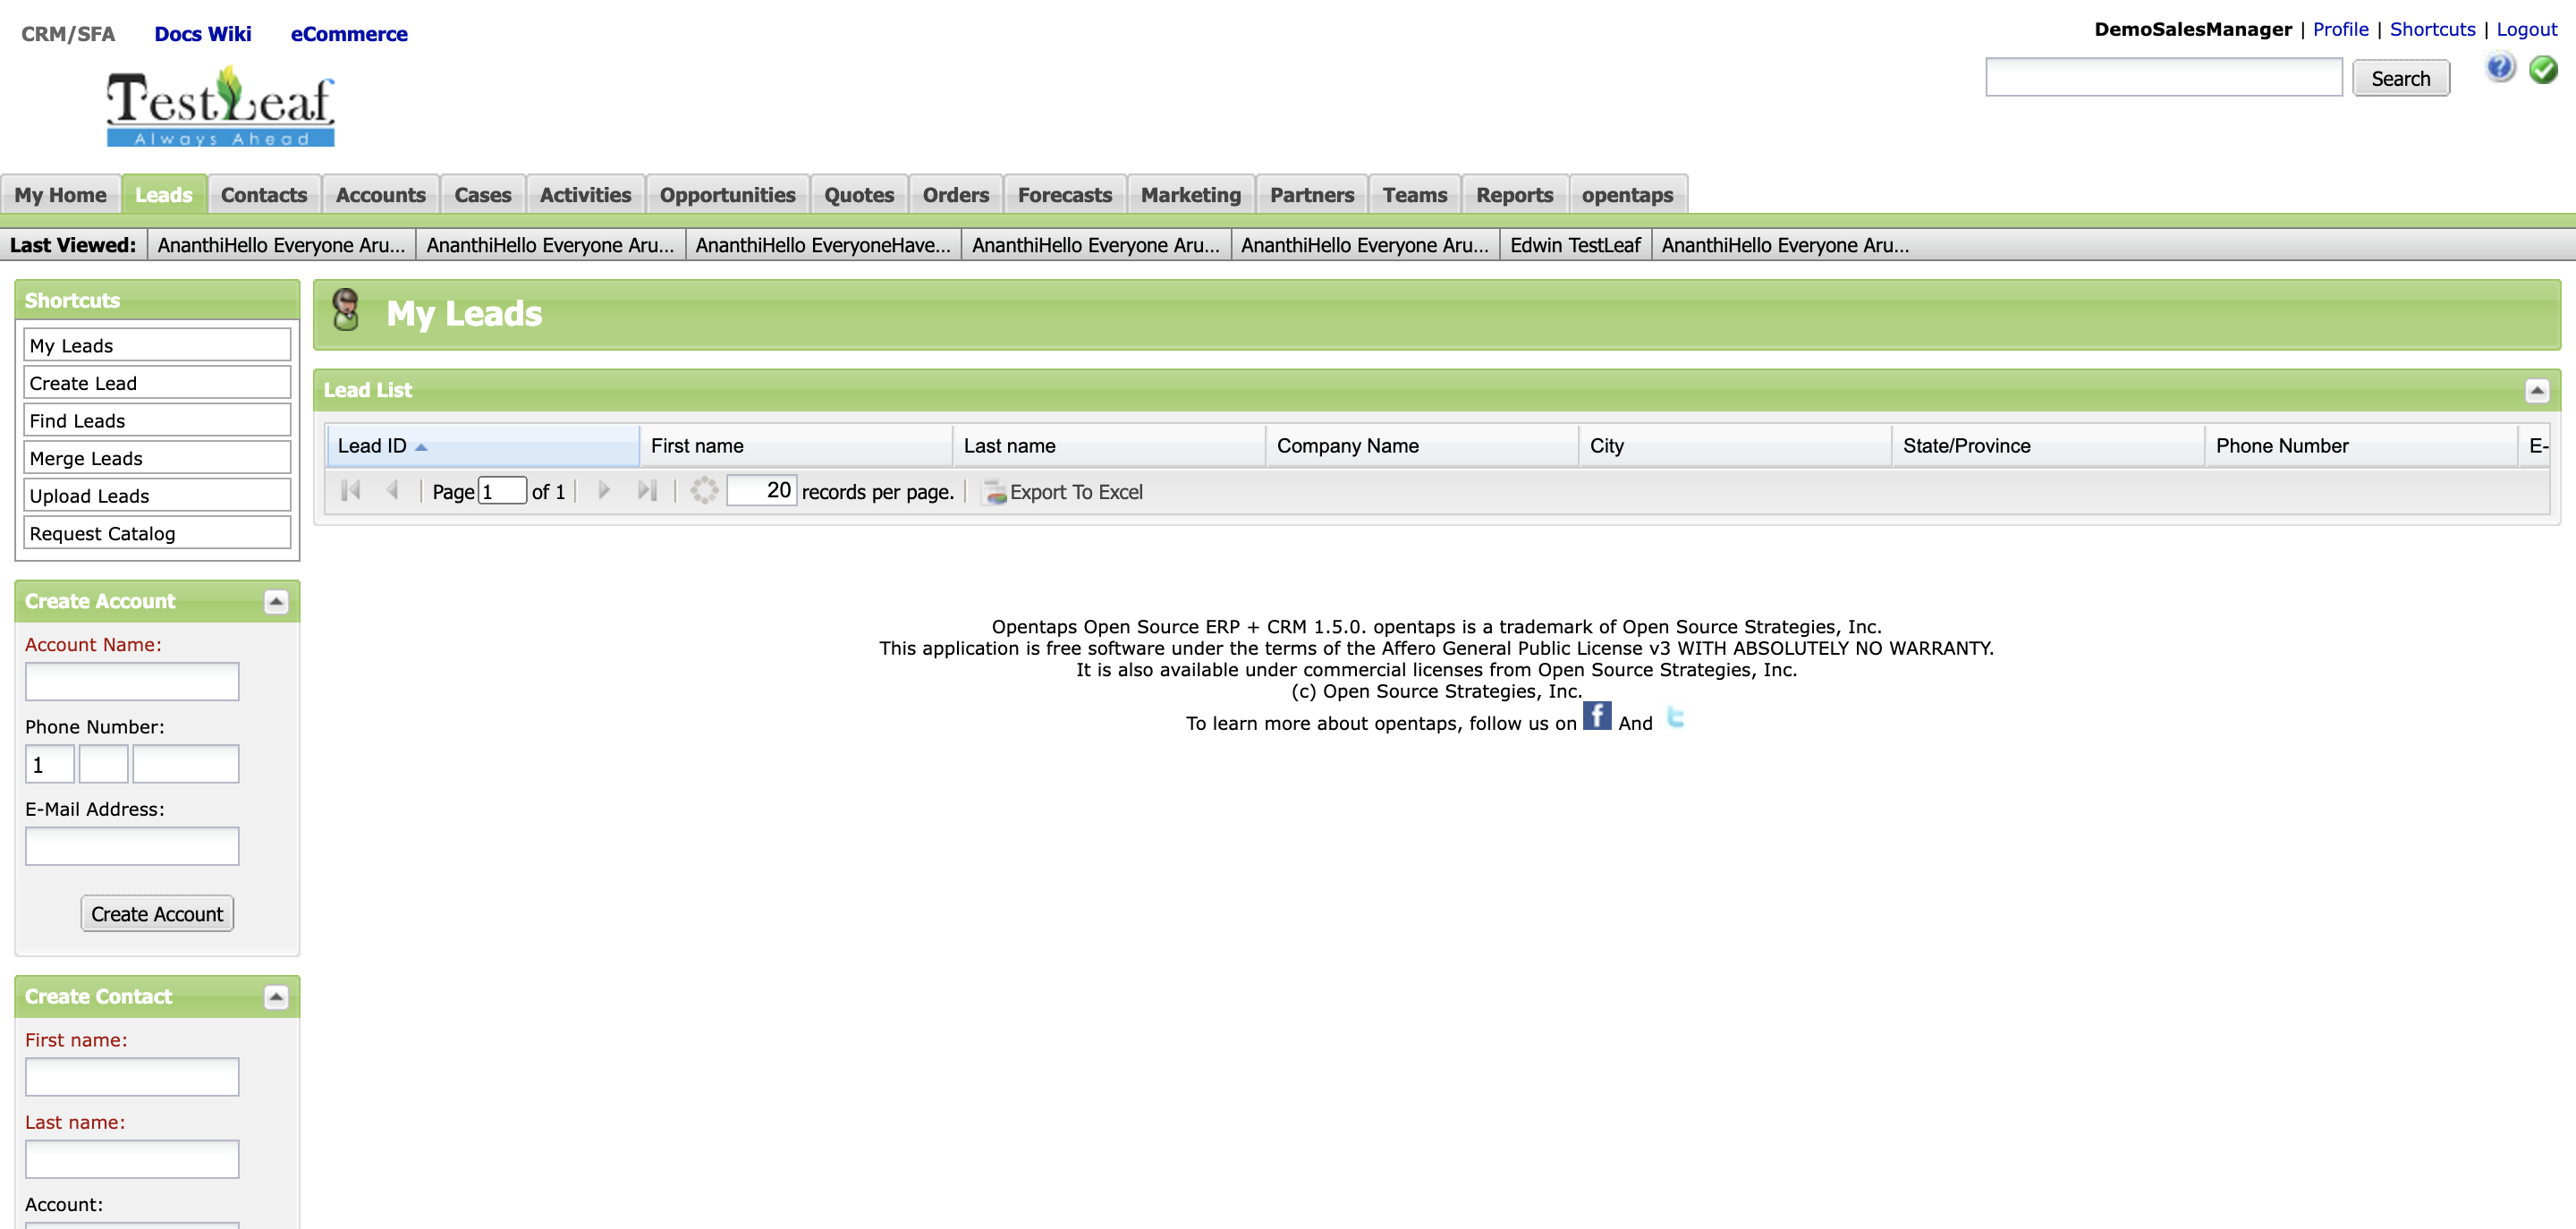 CRM/SFA Docs Wiki eCommerce
DemoSalesManager | Profile | Shortcuts | Logout
Search
TestLeaf
Always Ahead
My Home Leads Contacts Accounts Cases Activities Opportunities Quotes Orders Forecasts Marketing Partners Teams Reports opentaps
Last Viewed: AnanthiHello Everyone Aru... AnanthiHello Everyone Aru... AnanthiHello EveryoneHave... AnanthiHello Everyone Aru... AnanthiHello Everyone Aru... Edwin TestLeaf AnanthiHello Everyone Aru...
Shortcuts
My Leads
Create Lead
Find Leads
Merge Leads
Upload Leads
Request Catalog
Create Account
Account Name:
Phone Number:
1
E-Mail Address:
Create Account
Create Contact
First name:
Last name:
Account:
My Leads
Lead List
Lead ID First name Last name Company Name City State/Province Phone Number E-
Page 1 of 1 20 records per page. Export To Excel
Opentaps Open Source ERP + CRM 1.5.0. opentaps is a trademark of Open Source Strategies, Inc.
This application is free software under the terms of the Affero General Public License v3 WITH ABSOLUTELY NO WARRANTY.
It is also available under commercial licenses from Open Source Strategies, Inc.
(c) Open Source Strategies, Inc.
To learn more about opentaps, follow us on f And t